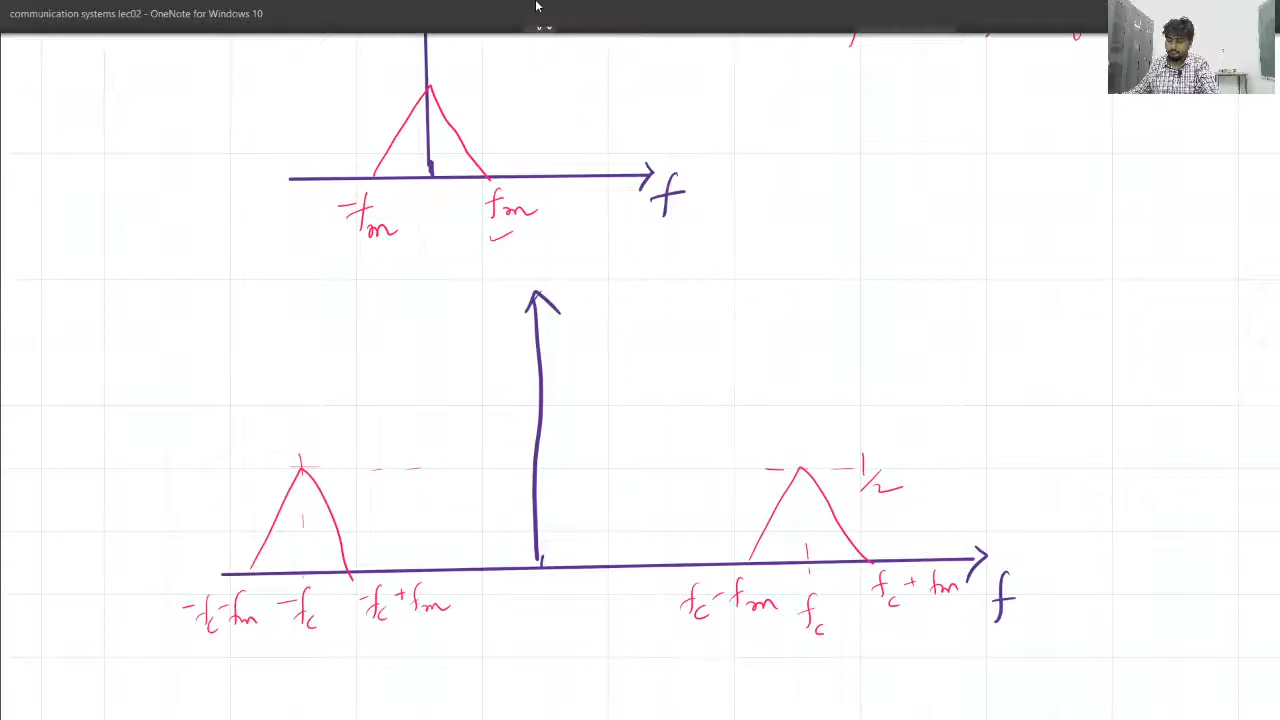 communication systems lec02 - OneNote for Windows 10
f
-fm fm
-1/2
-fc-fm -fc -fc+fm fc-fm fc fc+fm f